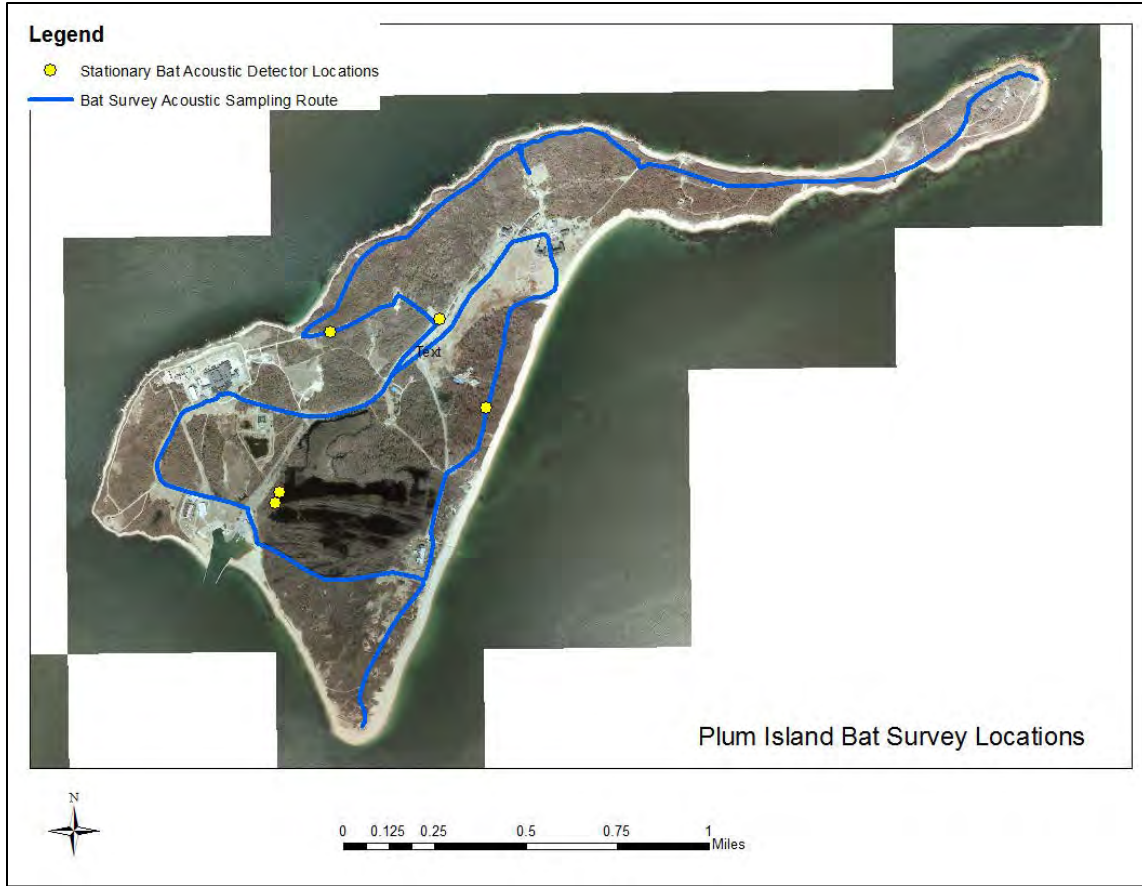 Legend
Stationary Bat Acoustic Detector Locations
Bat Survey Acoustic Sampling Route
Text
Plum Island Bat Survey Locations
N
0 0.125 0.25 0.5 0.75 1
Miles